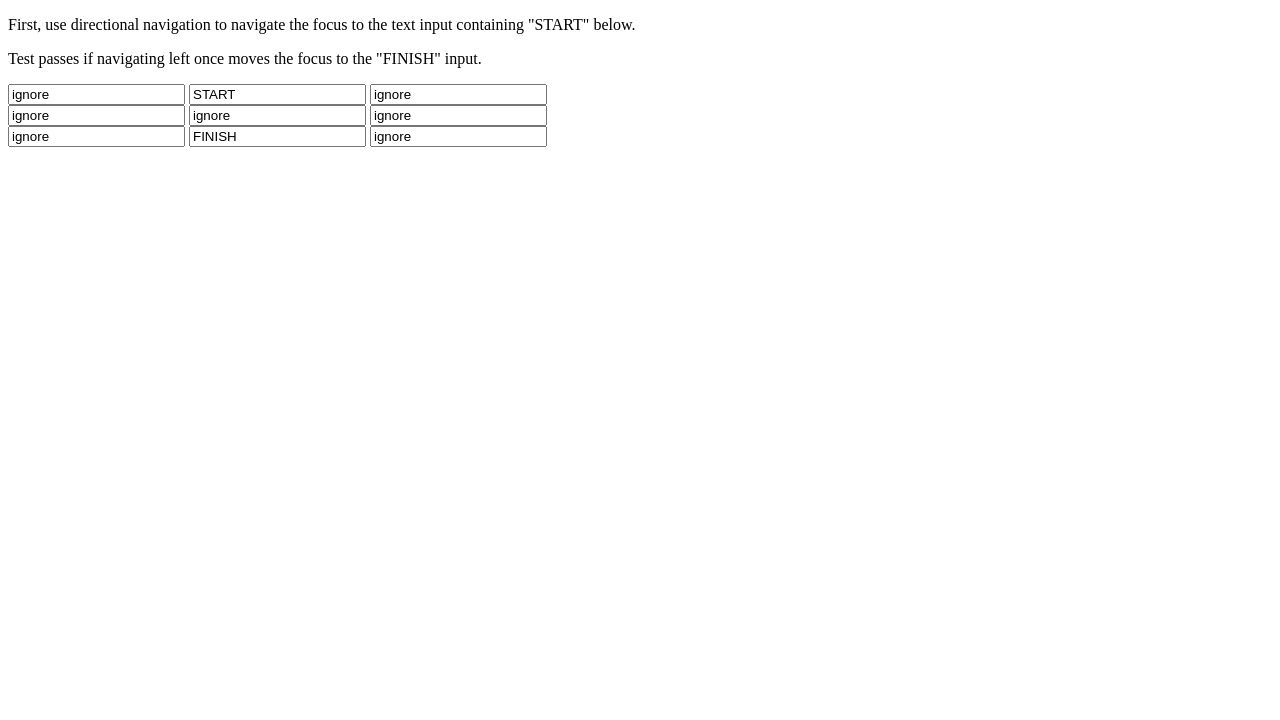 First, use directional navigation to navigate the focus to the text input containing "START" below.
Test passes if navigating left once moves the focus to the "FINISH" input.
ignore START ignore
ignore ignore ignore
ignore FINISH ignore